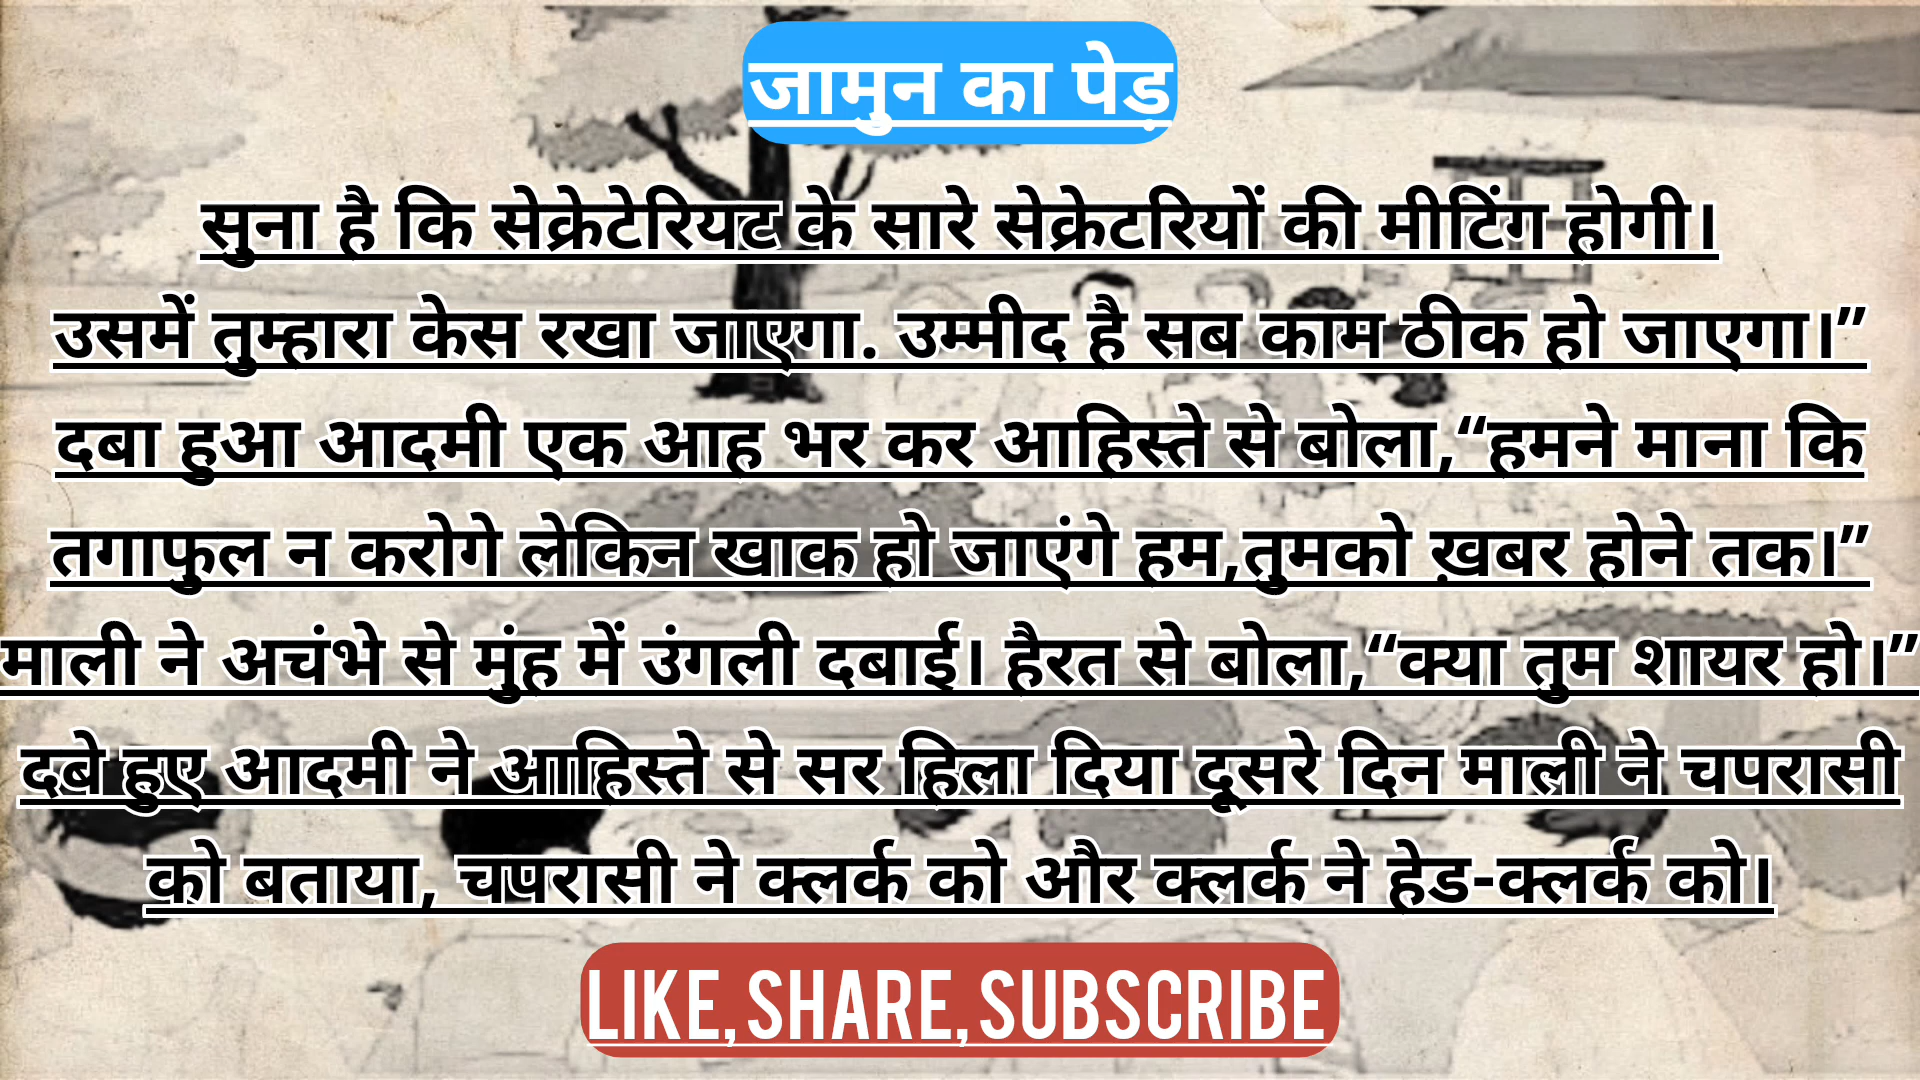 जामुन का पेड़
सुना है कि सेक्रेटेरियट के सारे सेक्रेटरियों की मीटिंग होगी।
उसमें तुम्हारा केस रखा जाएगा. उम्मीद है सब काम ठीक हो जाएगा।”
दबा हुआ आदमी एक आह भर कर आहिस्ते से बोला,“हमने माना कि
तगाफुल न करोगे लेकिन खाक हो जाएंगे हम,तुमको ख़बर होने तक।”
माली ने अचंभे से मुंह में उंगली दबाई। हैरत से बोला,“क्या तुम शायर हो।”
दबे हुए आदमी ने आहिस्ते से सर हिला दिया दूसरे दिन माली ने चपरासी
को बताया, चपरासी ने क्लर्क को और क्लर्क ने हेड-क्लर्क को।
LIKE, SHARE, SUBSCRIBE